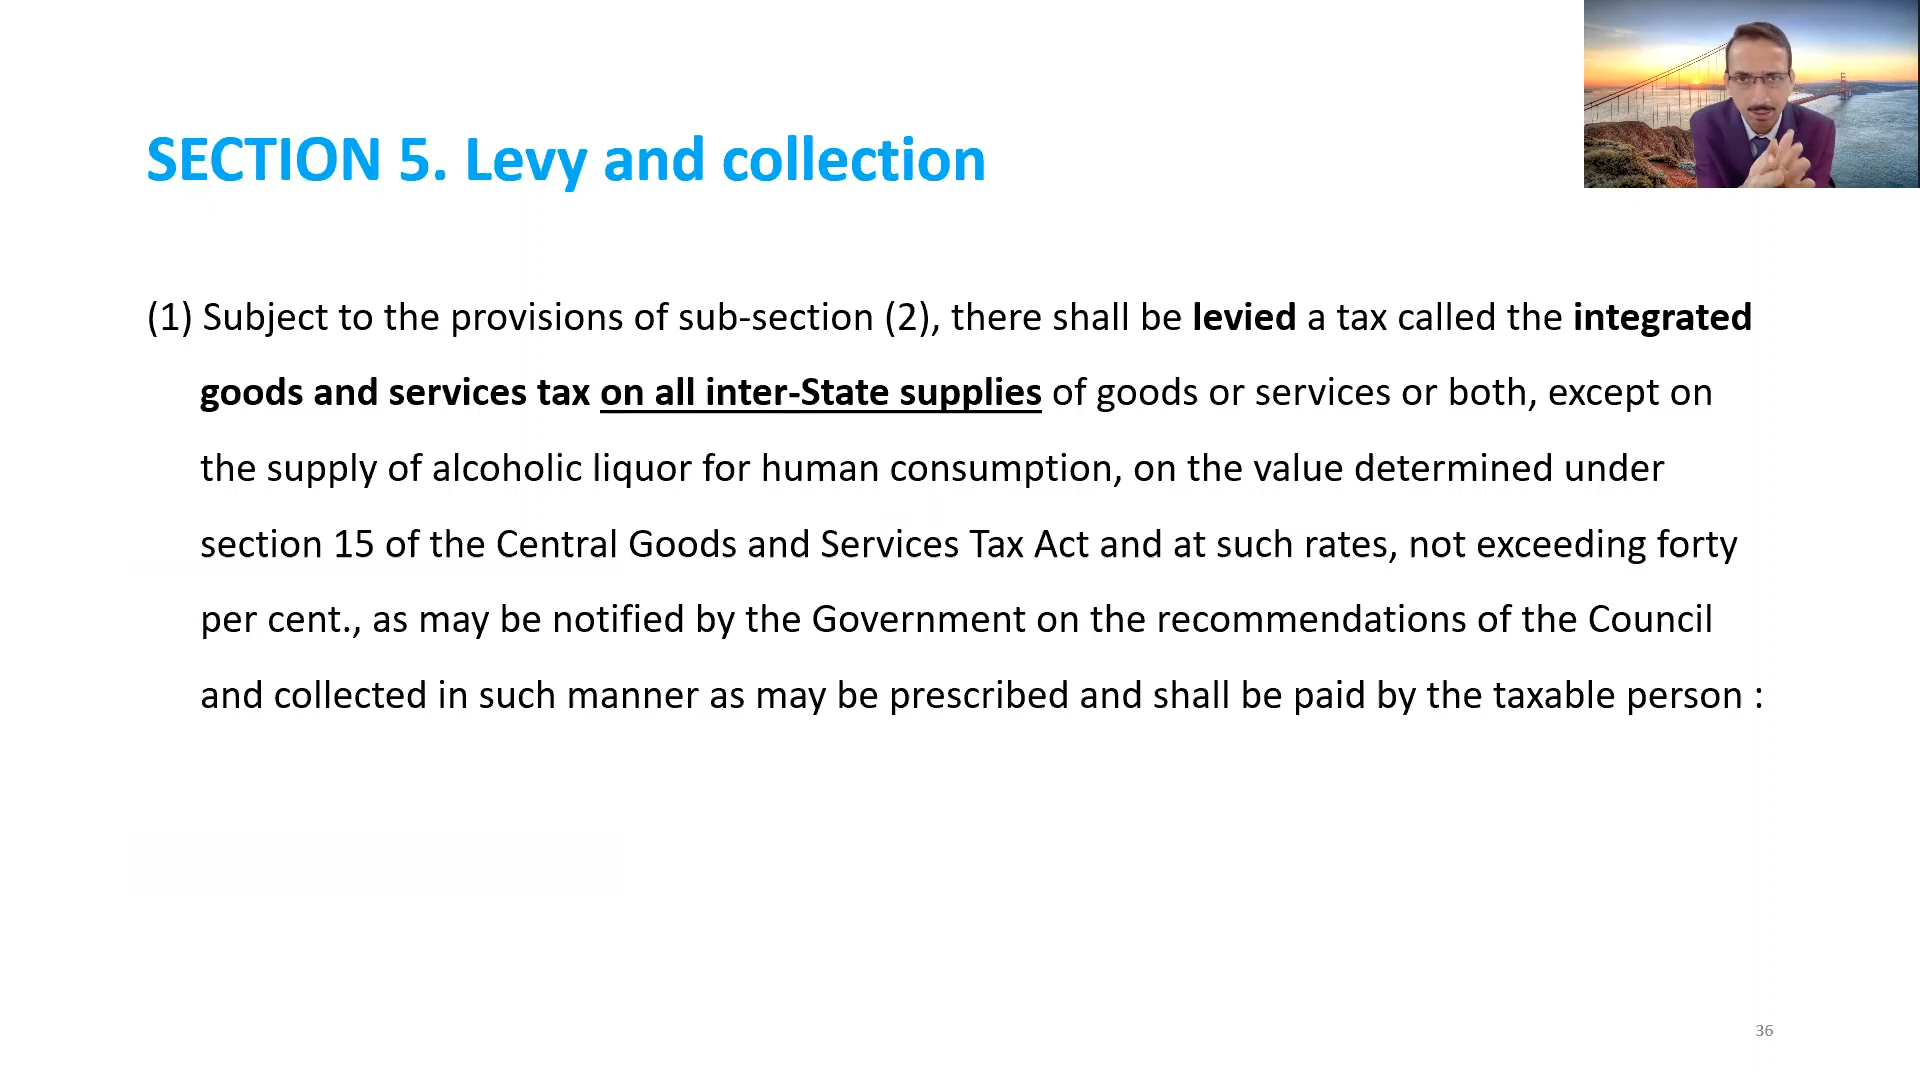 SECTION 5. Levy and collection
(1) Subject to the provisions of sub-section (2), there shall be levied a tax called the integrated
goods and services tax on all inter-State supplies of goods or services or both, except on
the supply of alcoholic liquor for human consumption, on the value determined under
section 15 of the Central Goods and Services Tax Act and at such rates, not exceeding forty
per cent., as may be notified by the Government on the recommendations of the Council
and collected in such manner as may be prescribed and shall be paid by the taxable person :
36